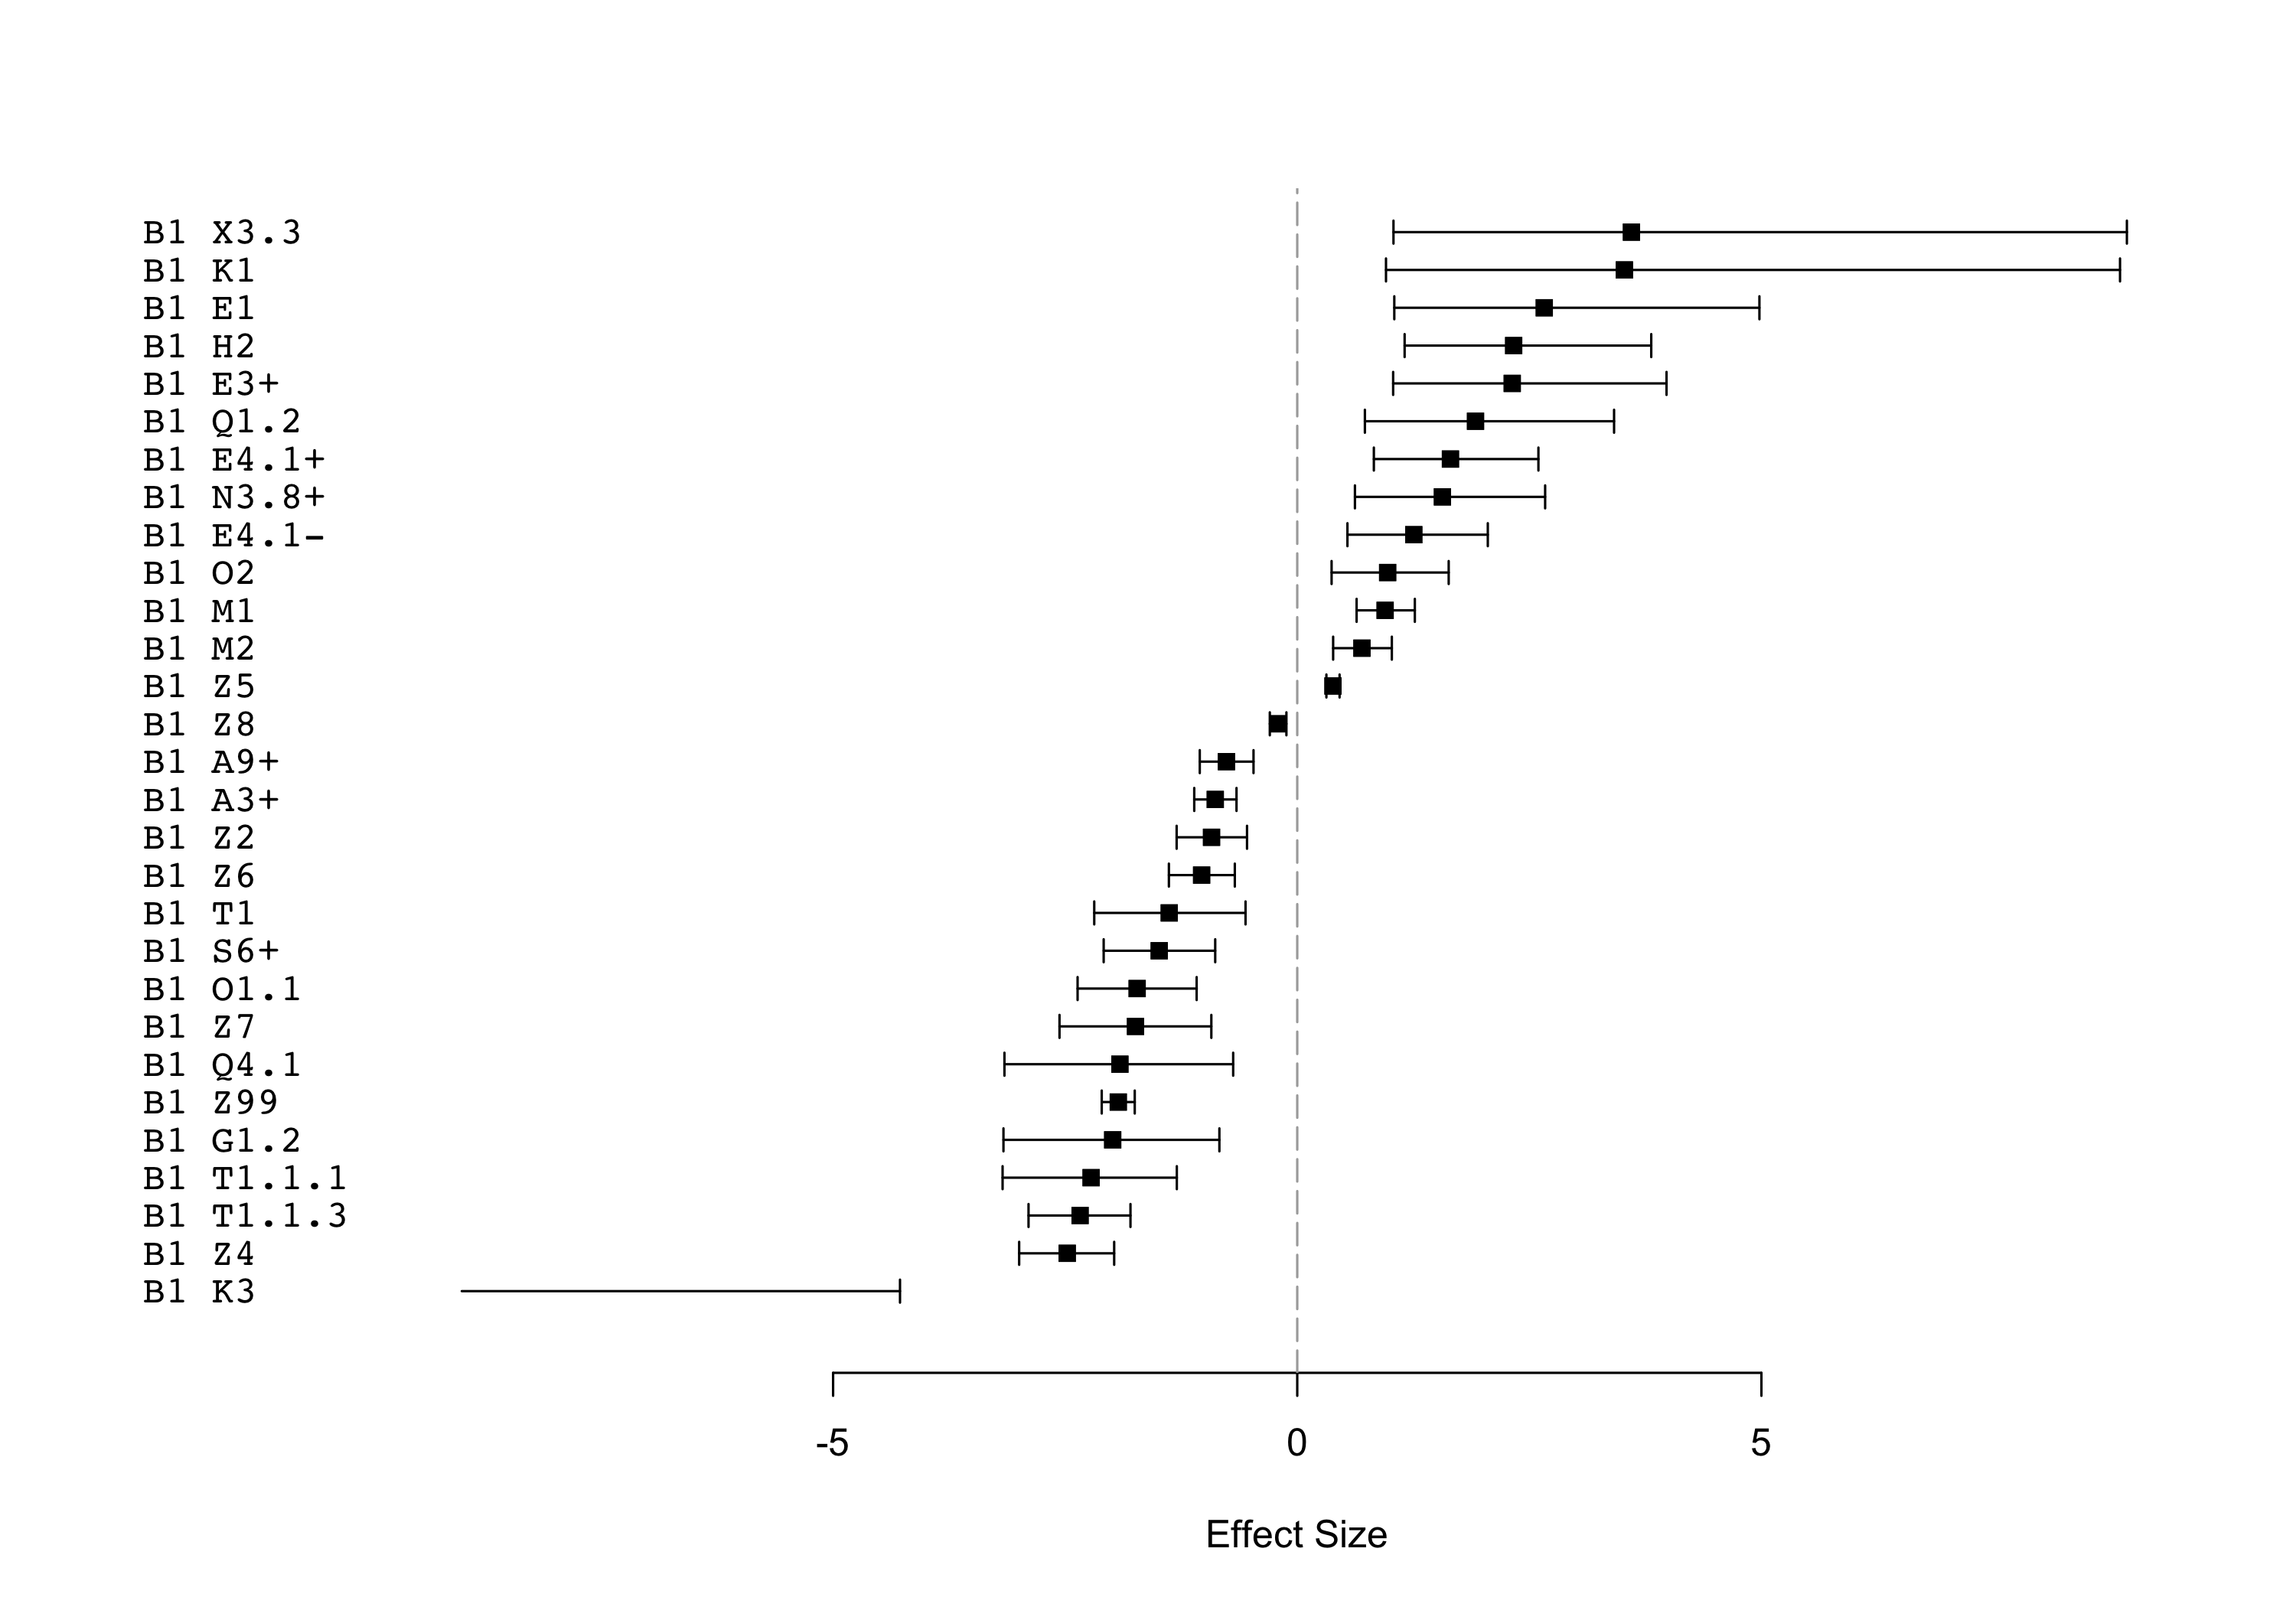 B1 X3.3
B1 K1
B1 E1
B1 H2
B1 E3+
B1 Q1.2
B1 E4.1+
B1 N3.8+
B1 E4.1-
B1 O2
B1 M1
B1 M2
B1 Z5
B1 Z8
B1 A9+
B1 A3+
B1 Z2
B1 Z6
B1 T1
B1 S6+
B1 O1.1
B1 Z7
B1 Q4.1
B1 Z99
B1 G1.2
B1 T1.1.1
B1 T1.1.3
B1 Z4
B1 K3
-5 0 5
Effect Size